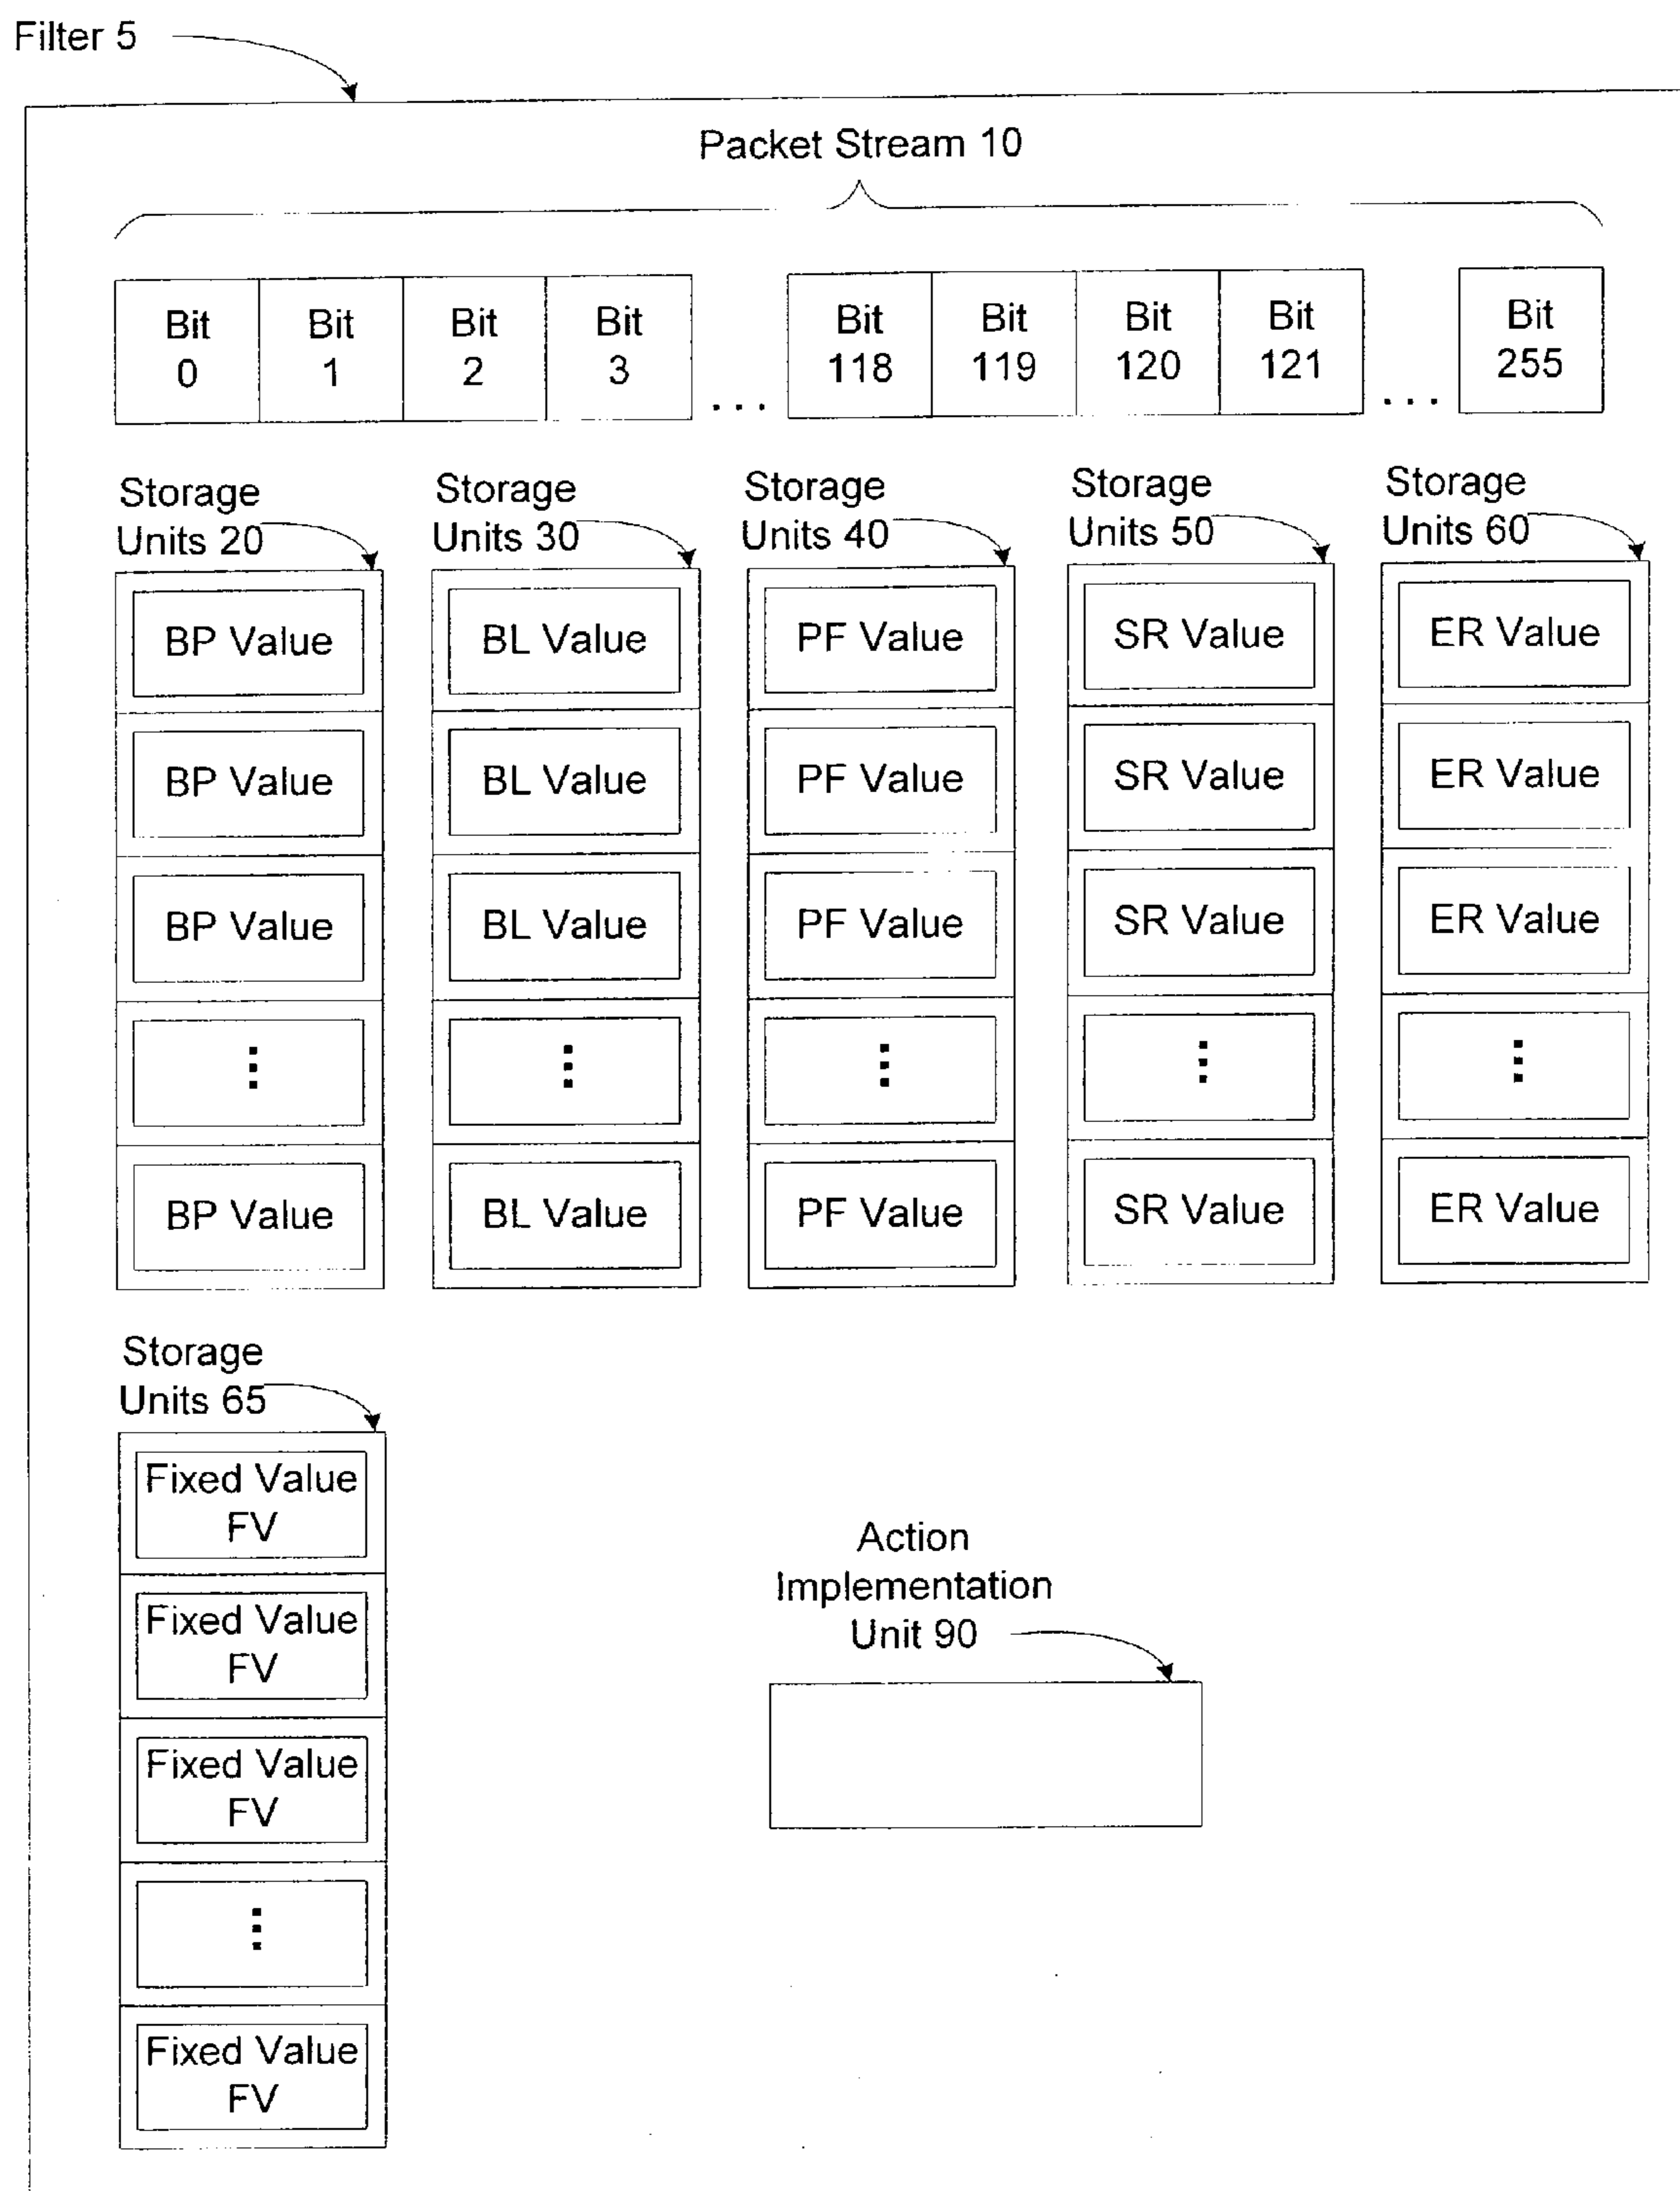 Filter 5
Packet Stream 10
Bit 0
Bit 1
Bit 2
Bit 3
...
Bit 118
Bit 119
Bit 120
Bit 121
...
Bit 255
Storage
Units 20
BP Value
BP Value
BP Value
⋮
BP Value
Storage
Units 30
BL Value
BL Value
BL Value
⋮
BL Value
Storage
Units 40
PF Value
PF Value
PF Value
⋮
PF Value
Storage
Units 50
SR Value
SR Value
SR Value
⋮
SR Value
Storage
Units 60
ER Value
ER Value
ER Value
⋮
ER Value
Storage
Units 65
Fixed Value
FV
Fixed Value
FV
Fixed Value
FV
⋮
Fixed Value
FV
Action
Implementation
Unit 90